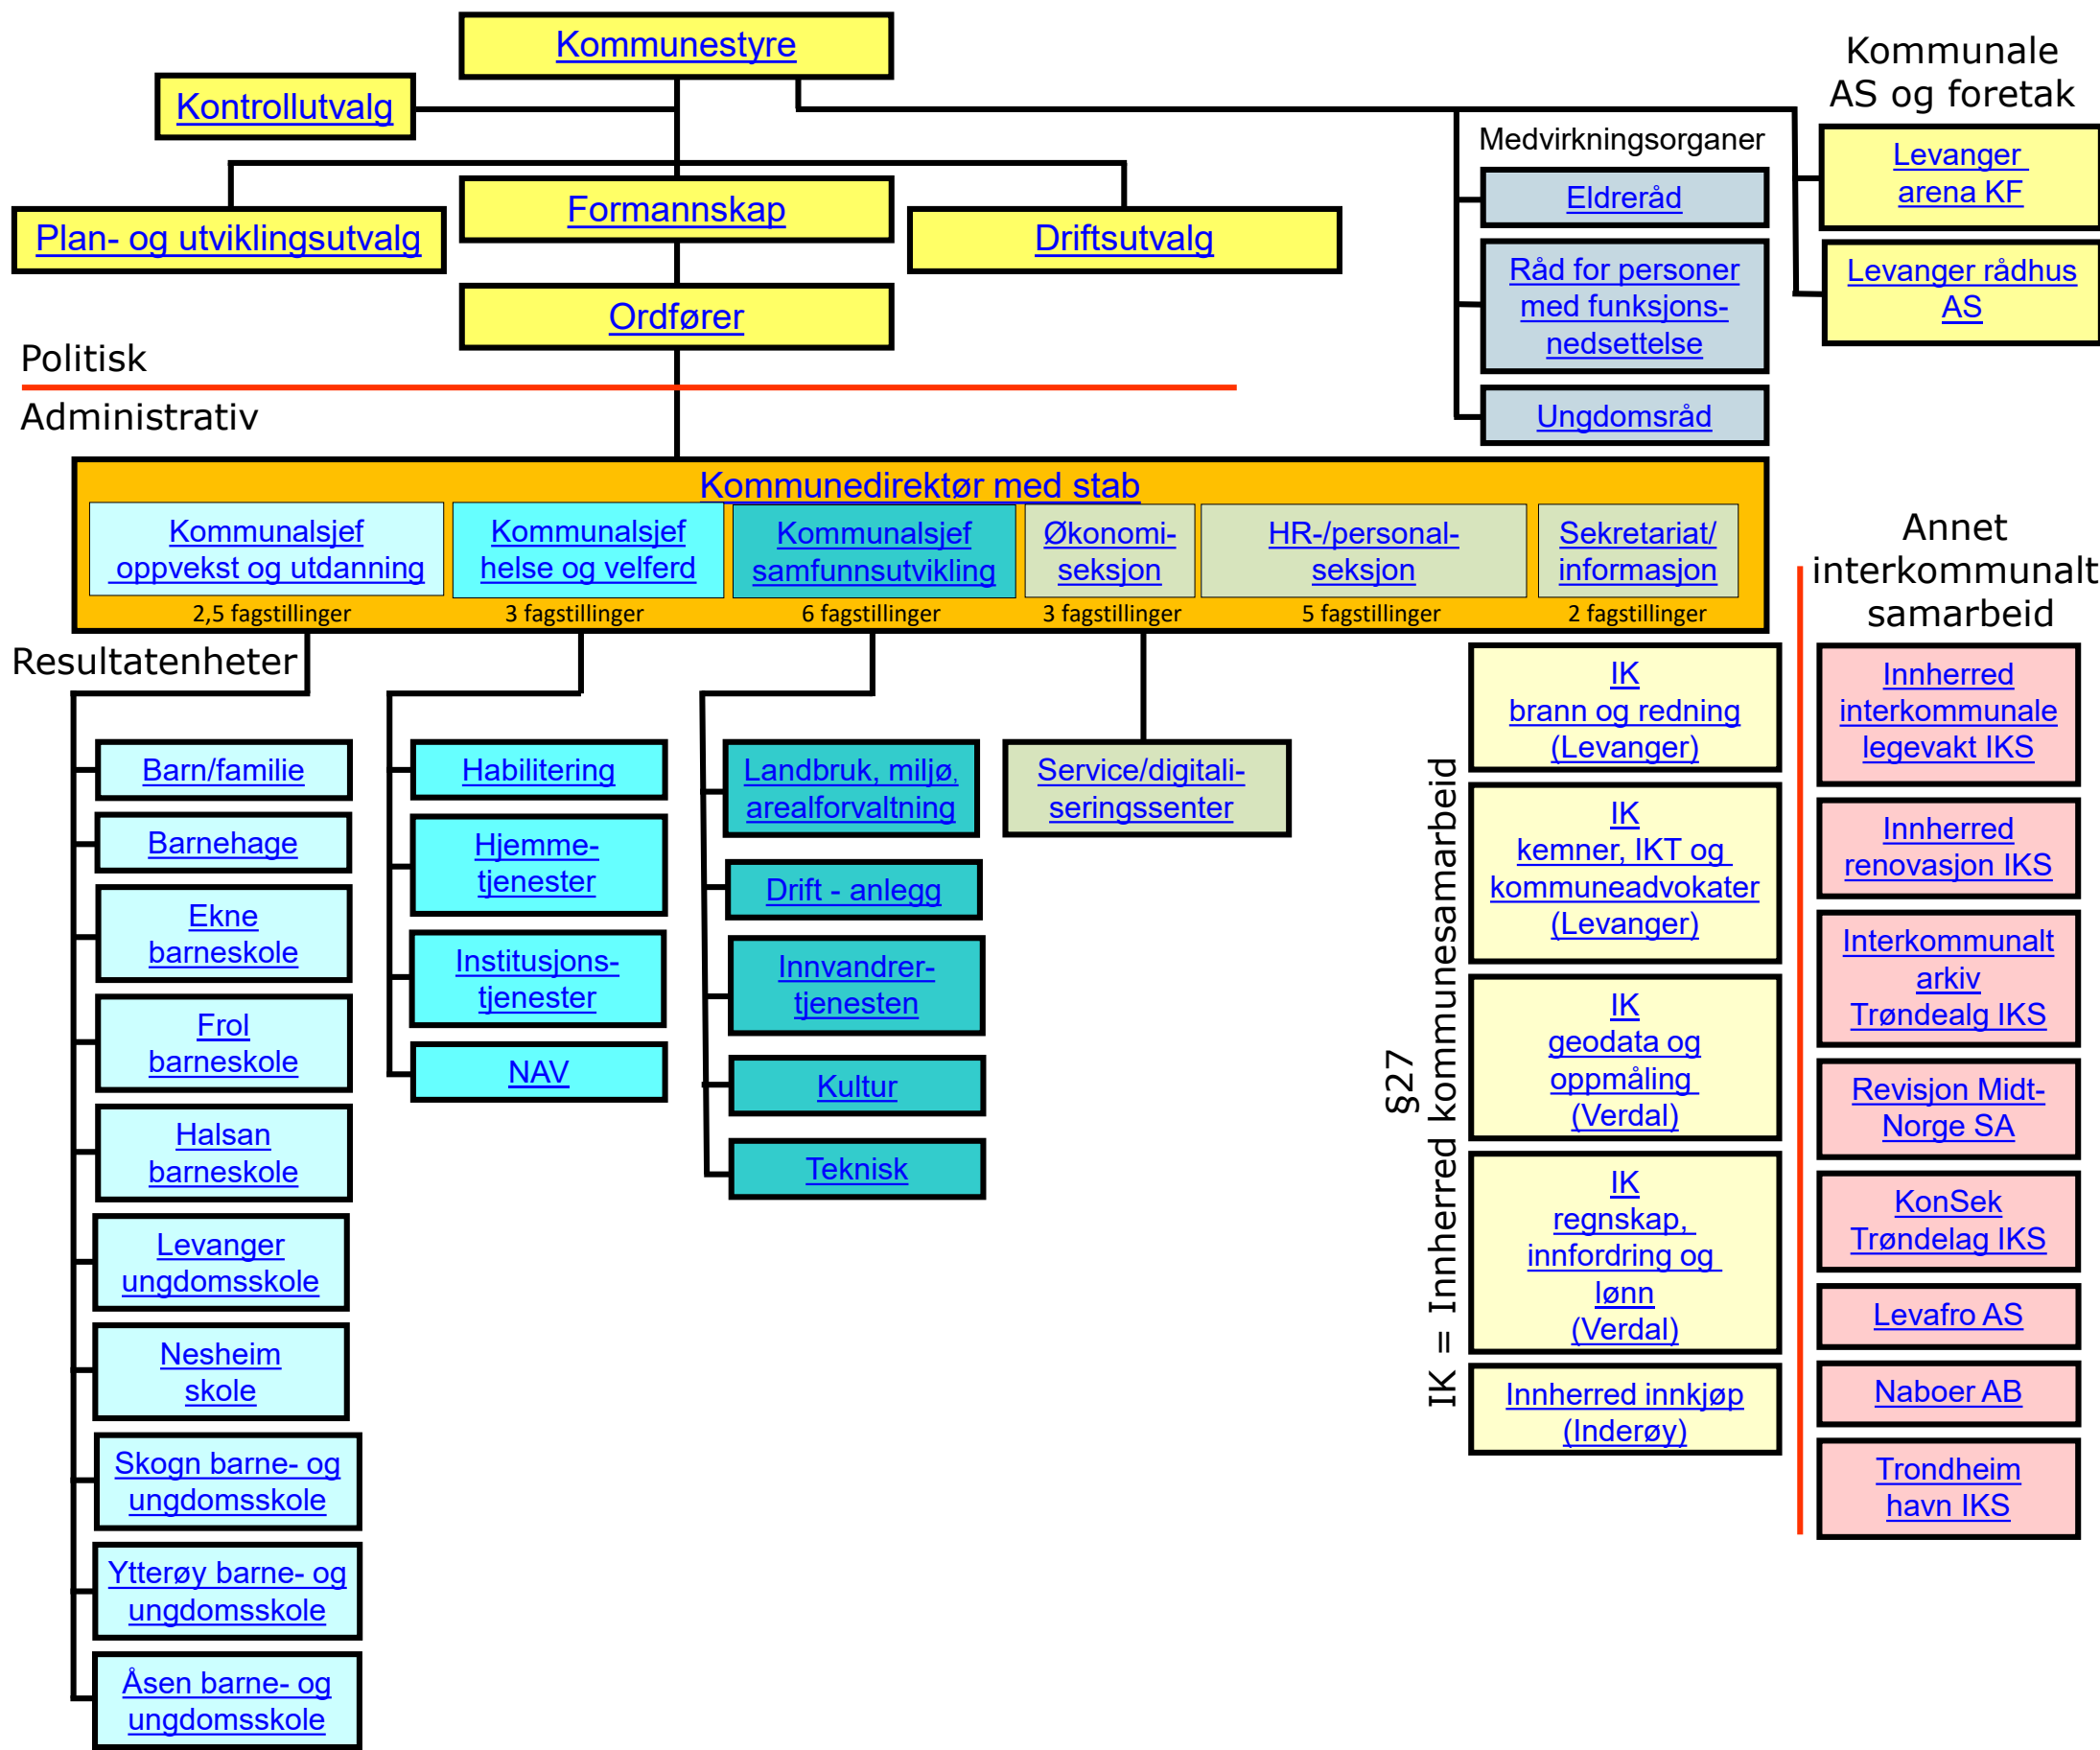 Kommunestyre
Kontrollutvalg
Plan- og utviklingsutvalg
Formannskap
Driftsutvalg
Ordfører
Politisk
Administrativ
Medvirkningsorganer
Eldreråd
Råd for personer
med funksjons-
nedsettelse
Ungdomsråd
Kommunale
AS og foretak
Levanger
arena KF
Levanger rådhus
AS
Kommunedirektør med stab
Kommunalsjef
oppvekst og utdanning
2,5 fagstillinger
Kommunalsjef
helse og velferd
3 fagstillinger
Kommunalsjef
samfunnsutvikling
6 fagstillinger
Økonomi-
seksjon
3 fagstillinger
HR-/personal-
seksjon
5 fagstillinger
Sekretariat/
informasjon
2 fagstillinger
Resultatenheter
Barn/familie
Barnehage
Ekne
barneskole
Frol
barneskole
Halsan
barneskole
Levanger
ungdomsskole
Nesheim
skole
Skogn barne- og
ungdomsskole
Ytterøy barne- og
ungdomsskole
Åsen barne- og
ungdomsskole
Habilitering
Hjemme-
tjenester
Institusjons-
tjenester
NAV
Landbruk, miljø,
arealforvaltning
Drift - anlegg
Innvandrer-
tjenesten
Kultur
Teknisk
Service/digitali-
seringssenter
§27
IK = Innherred kommunesamarbeid
IK
brann og redning
(Levanger)
IK
kemner, IKT og
kommuneadvokater
(Levanger)
IK
geodata og
oppmåling
(Verdal)
IK
regnskap,
innfordring og
lønn
(Verdal)
Innherred innkjøp
(Inderøy)
Annet
interkommunalt
samarbeid
Innherred
interkommunale
legevakt IKS
Innherred
renovasjon IKS
Interkommunalt
arkiv
Trøndealg IKS
Revisjon Midt-
Norge SA
KonSek
Trøndelag IKS
Levafro AS
Naboer AB
Trondheim
havn IKS